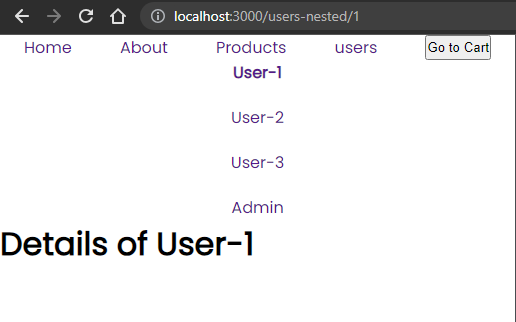 localhost:3000/users-nested/1
Home About Products users Go to Cart
User-1
User-2
User-3
Admin
Details of User-1